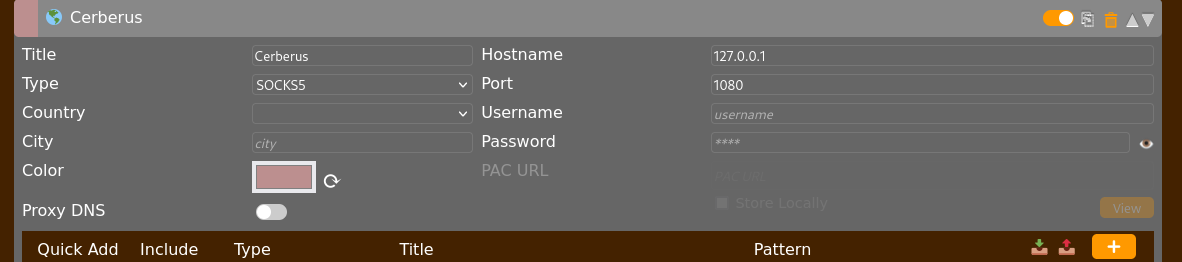 Cerberus
Title Cerberus Hostname 127.0.0.1
Type SOCKS5 Port 1080
Country Username username
City city Password ****
Color PAC URL PAC URL
Store Locally View
Proxy DNS
Quick Add Include Type Title Pattern +